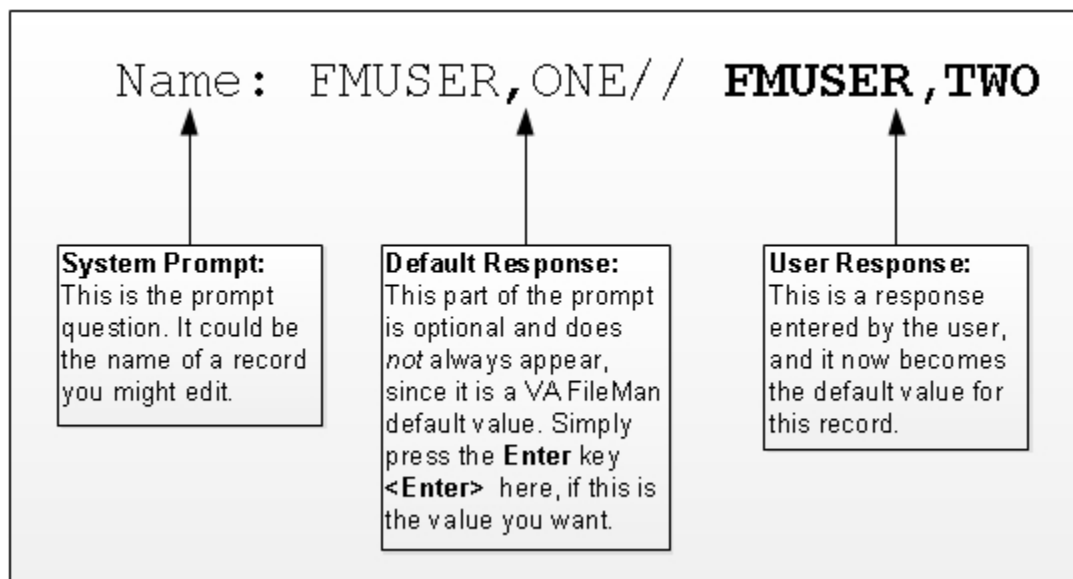 Name: FMUSER,ONE// FMUSER,TWO
System Prompt:
This is the prompt
question. It could be
the name of a record
you might edit.
Default Response:
This part of the prompt
is optional and does
not always appear,
since it is a VA FileMan
default value. Simply
press the Enter key
<Enter> here, if this is
the value you want.
User Response:
This is a response
entered by the user,
and it now becomes
the default value for
this record.